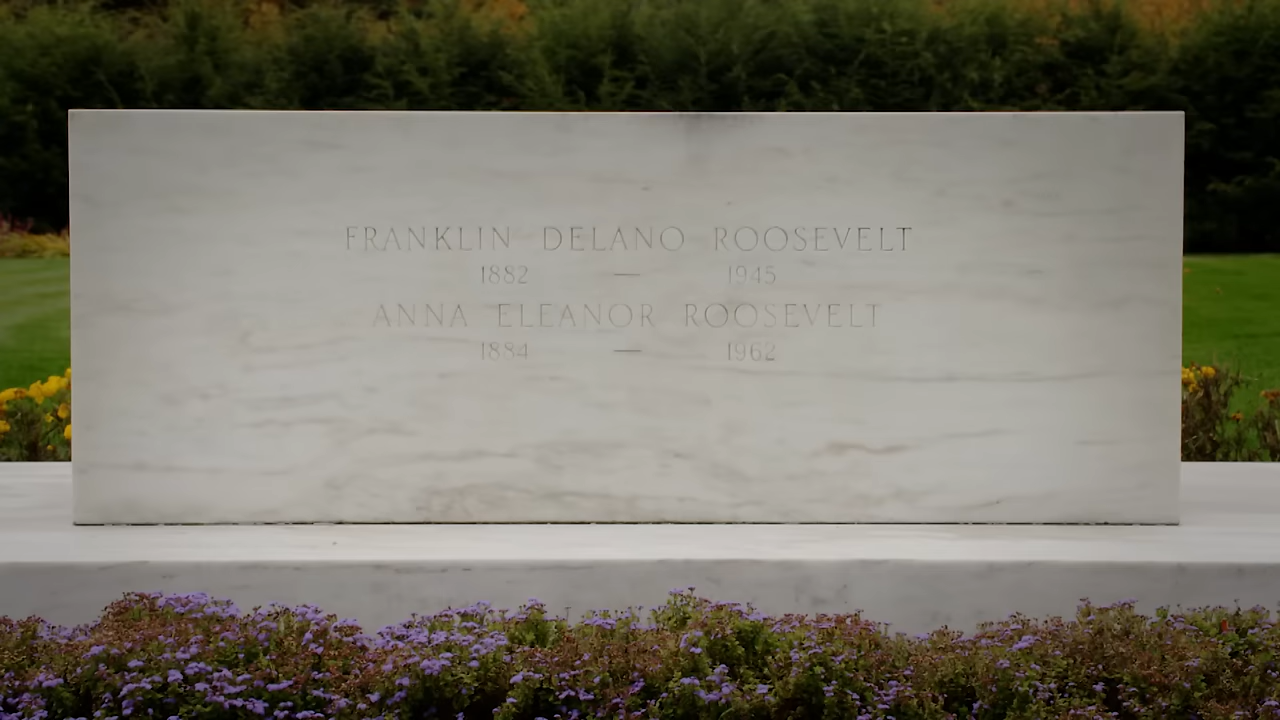 FRANKLIN DELANO ROOSEVELT
1882 — 1945
ANNA ELEANOR ROOSEVELT
1884 — 1962